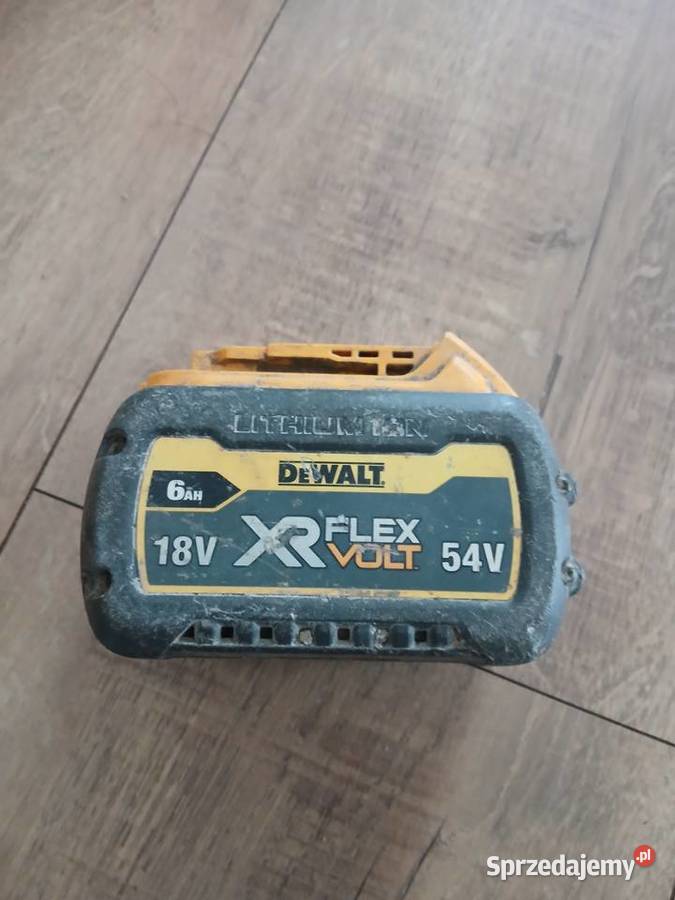 LITHIUM ION
DEWALT
6AH
18V XR FLEX VOLT 54V
Sprzedajemy.pl